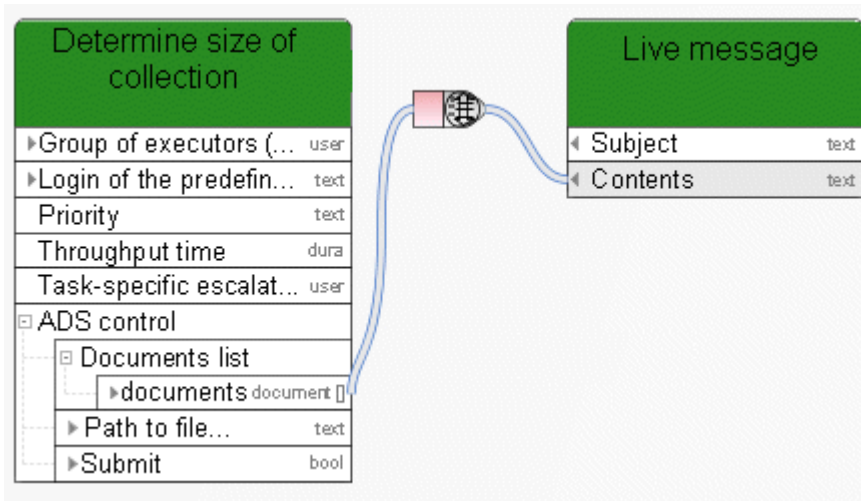 Determine size of
collection
Group of executors (... user
Login of the predefin... text
Priority text
Throughput time dura
Task-specific escalat... user
ADS control
Documents list
documents document []
Path to file... text
Submit bool
Live message
Subject text
Contents text